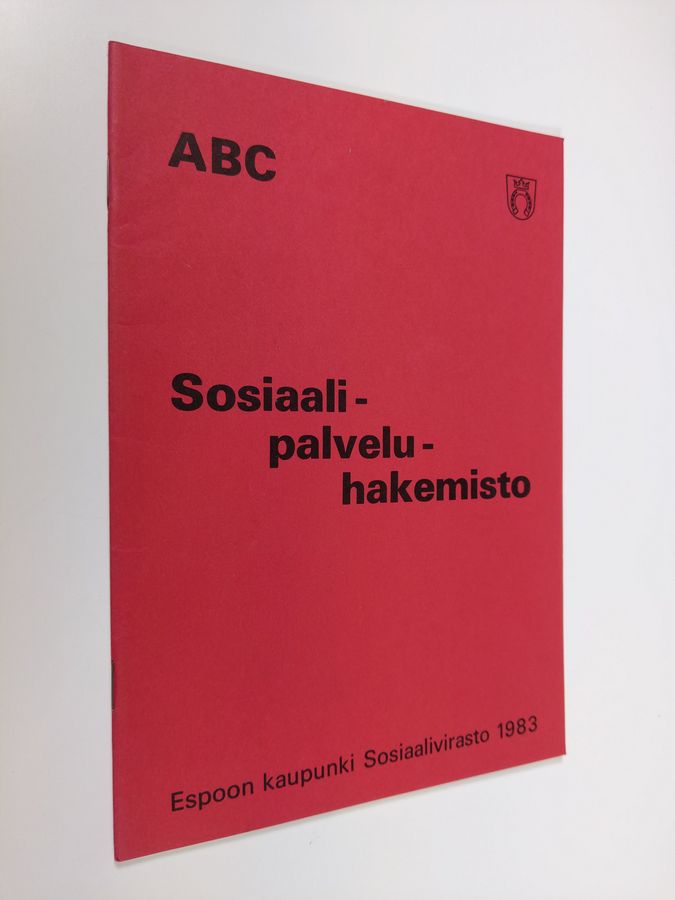 ABC
Sosiaali-
palvelu-
hakemisto
Espoon kaupunki Sosiaalivirasto 1983